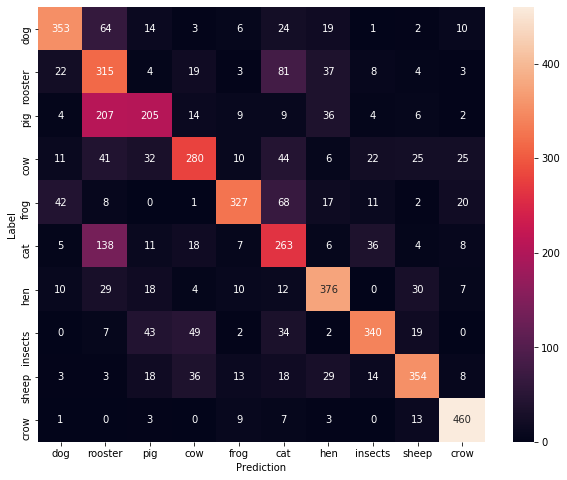 dog 353 64 14 3 6 24 19 1 2 10
rooster 22 315 4 19 3 81 37 8 4 3
pig 4 207 205 14 9 9 36 4 6 2
cow 11 41 32 280 10 44 6 22 25 25
frog 42 8 0 1 327 68 17 11 2 20
cat 5 138 11 18 7 263 6 36 4 8
hen 10 29 18 4 10 12 376 0 30 7
insects 0 7 43 49 2 34 2 340 19 0
sheep 3 3 18 36 13 18 29 14 354 8
crow 1 0 3 0 9 7 3 0 13 460
dog rooster pig cow frog cat hen insects sheep crow
Prediction
Label
400
300
200
100
0